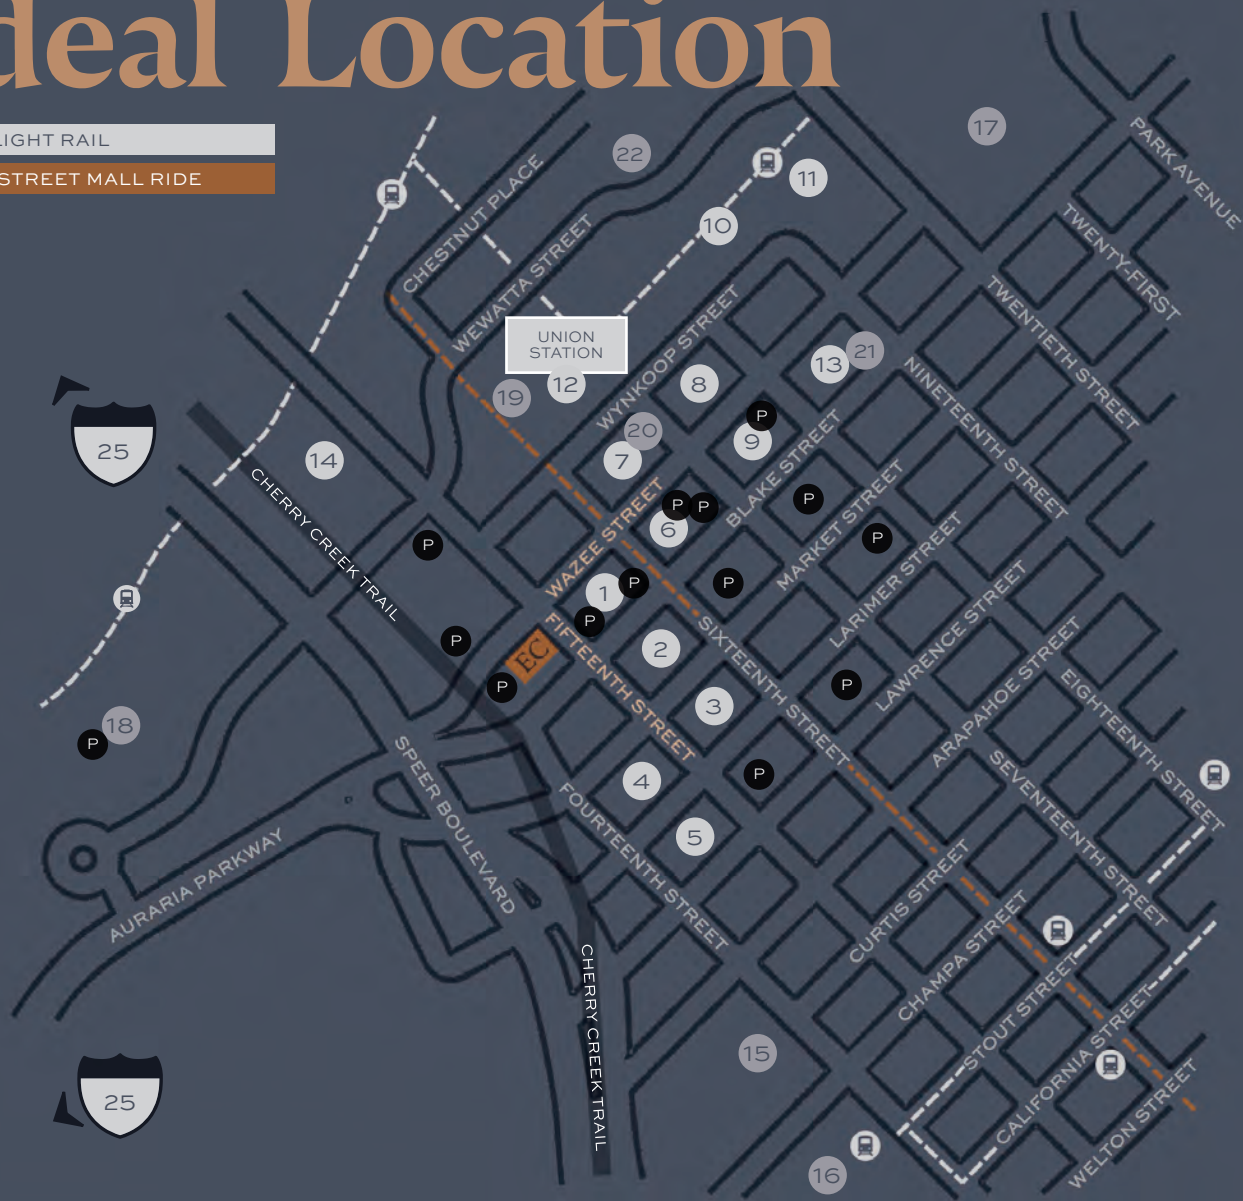 deal Location
LIGHT RAIL
STREET MALL RIDE
17
22
11
10
PARK AVENUE
CHESTNUT PLACE
WEWATTA STREET
TWENTY-FIRST
UNION
STATION
12
WYNKOOP STREET
TWENTIETH STREET
13
21
8
19
20
7
P
9
NINETEENTH STREET
25
14
CHERRY CREEK TRAIL
WAZEE STREET
BLAKE STREET
MARKET STREET
P
P
6
P
P
P
LARIMER STREET
1
P
P
P
LAWRENCE STREET
FIFTEENTH STREET
SIXTEENTH STREET
2
EC
P
P
3
P
ARAPAHOE STREET
EIGHTEENTH STREET
18
P
SPEER BOULEVARD
4
P
SEVENTEENTH STREET
FOURTEENTH STREET
5
AURARIA PARKWAY
CURTIS STREET
CHAMPA STREET
CHERRY CREEK TRAIL
STOUT STREET
CALIFORNIA STREET
15
25
WELTON STREET
16